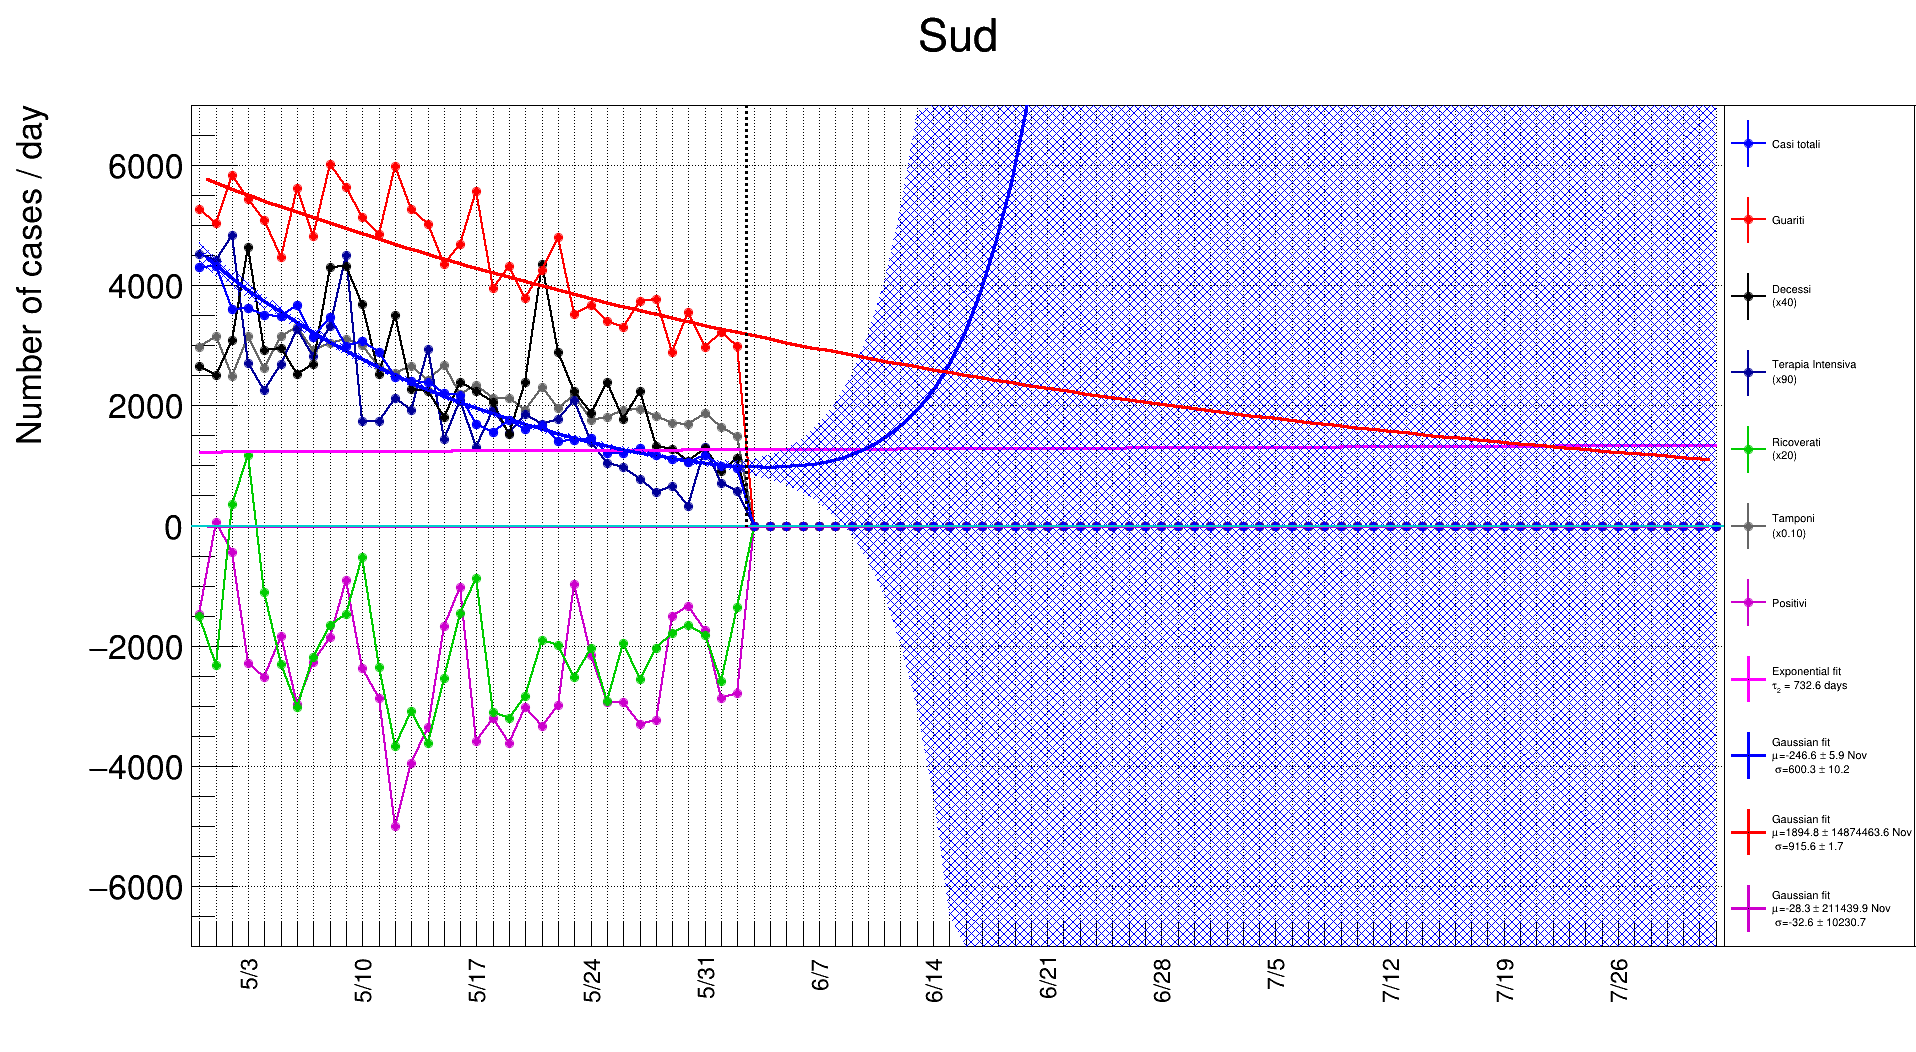 Sud
Number of cases / day
6000
4000
2000
0
−2000
−4000
−6000
5/3
5/10
5/17
5/24
5/31
6/7
6/14
6/21
6/28
7/5
7/12
7/19
7/26
Casi totali
Guariti
Decessi
(x40)
Terapia Intensiva
(x90)
Ricoverati
(x20)
Tamponi
(x0.10)
Positivi
Exponential fit
τ₂ = 732.6 days
Gaussian fit
μ=-246.6 ± 5.9 Nov
σ=600.3 ± 10.2
Gaussian fit
μ=1894.8 ± 14874463.6 Nov
σ=915.6 ± 1.7
Gaussian fit
μ=-28.3 ± 211439.9 Nov
σ=-32.6 ± 10230.7